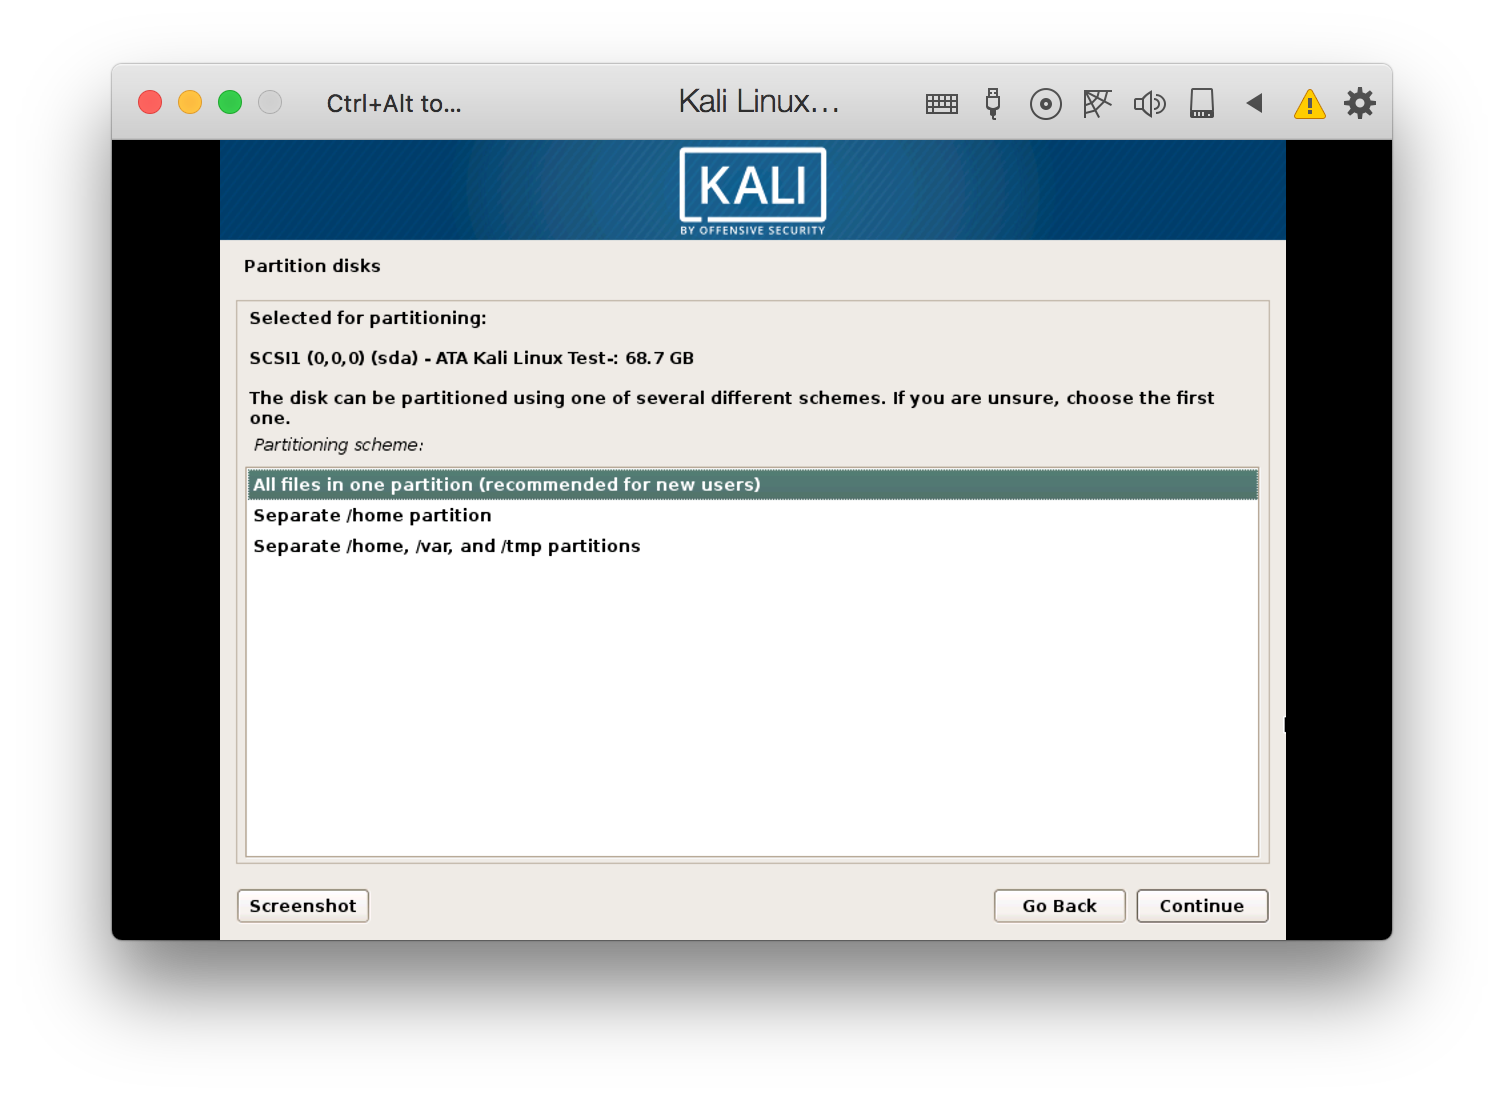 Ctrl+Alt to...
Kali Linux...
KALI
BY OFFENSIVE SECURITY
Partition disks
Selected for partitioning:
SCSI1 (0,0,0) (sda) - ATA Kali Linux Test-: 68.7 GB
The disk can be partitioned using one of several different schemes. If you are unsure, choose the first
one.
Partitioning scheme:
All files in one partition (recommended for new users)
Separate /home partition
Separate /home, /var, and /tmp partitions
Screenshot
Go Back
Continue